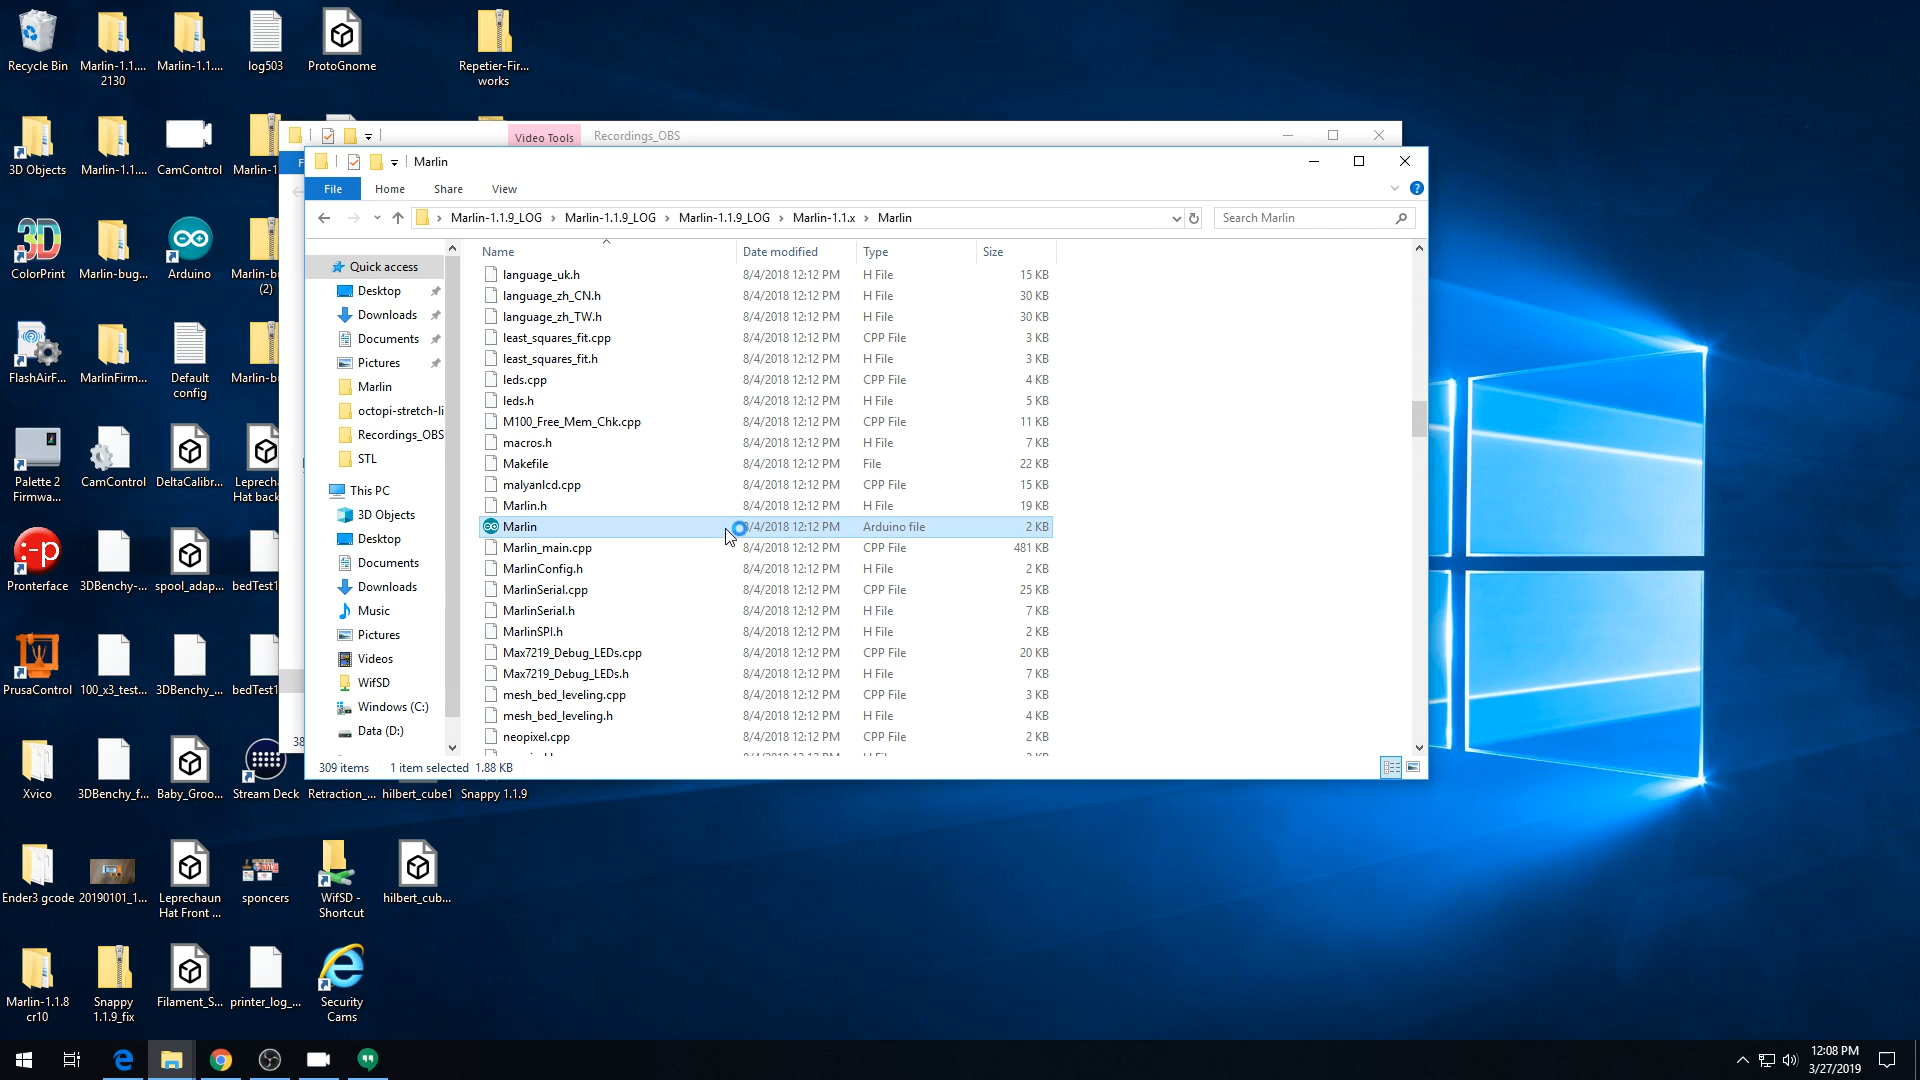 Recycle Bin
Marlin-1.1....
2130
Marlin-1.1....
log503
ProtoGnome
Repetier-Fir...
works
3D Objects
Marlin-1.1....
CamControl
Marlin-1
ColorPrint
Marlin-bug...
Arduino
Marlin-b
(2)
FlashAirF...
MarlinFirm...
Default
config
Marlin-b
Palette 2
Firmwa...
CamControl
DeltaCalibr...
Leprecha
Hat back
Pronterface
3DBenchy-...
spool_adap...
bedTest1
PrusaControl
100_x3_test...
3DBenchy_...
bedTest1
Xvico
3DBenchy_f...
Baby_Groo...
Stream Deck
Retraction_...
hilbert_cube1
Snappy 1.1.9
Ender3 gcode
20190101_1...
Leprechaun
Hat Front ...
sponcers
WifSD -
Shortcut
hilbert_cub...
Marlin-1.1.8
cr10
Snappy
1.1.9_fix
Filament_S...
printer_log_...
Security
Cams
Video Tools
Recordings_OBS
F
38
Marlin
File
Home
Share
View
Marlin-1.1.9_LOG > Marlin-1.1.9_LOG > Marlin-1.1.9_LOG > Marlin-1.1.x > Marlin
Search Marlin
Quick access
Desktop
Downloads
Documents
Pictures
Marlin
octopi-stretch-li
Recordings_OBS
STL
This PC
3D Objects
Desktop
Documents
Downloads
Music
Pictures
Videos
WifSD
Windows (C:)
Data (D:)
Name Date modified Type Size
language_uk.h 8/4/2018 12:12 PM H File 15 KB
language_zh_CN.h 8/4/2018 12:12 PM H File 30 KB
language_zh_TW.h 8/4/2018 12:12 PM H File 30 KB
least_squares_fit.cpp 8/4/2018 12:12 PM CPP File 3 KB
least_squares_fit.h 8/4/2018 12:12 PM H File 3 KB
leds.cpp 8/4/2018 12:12 PM CPP File 4 KB
leds.h 8/4/2018 12:12 PM H File 5 KB
M100_Free_Mem_Chk.cpp 8/4/2018 12:12 PM CPP File 11 KB
macros.h 8/4/2018 12:12 PM H File 7 KB
Makefile 8/4/2018 12:12 PM File 22 KB
malyanlcd.cpp 8/4/2018 12:12 PM CPP File 15 KB
Marlin.h 8/4/2018 12:12 PM H File 19 KB
Marlin /4/2018 12:12 PM Arduino file 2 KB
Marlin_main.cpp 8/4/2018 12:12 PM CPP File 481 KB
MarlinConfig.h 8/4/2018 12:12 PM H File 2 KB
MarlinSerial.cpp 8/4/2018 12:12 PM CPP File 25 KB
MarlinSerial.h 8/4/2018 12:12 PM H File 7 KB
MarlinSPI.h 8/4/2018 12:12 PM H File 2 KB
Max7219_Debug_LEDs.cpp 8/4/2018 12:12 PM CPP File 20 KB
Max7219_Debug_LEDs.h 8/4/2018 12:12 PM H File 7 KB
mesh_bed_leveling.cpp 8/4/2018 12:12 PM CPP File 3 KB
mesh_bed_leveling.h 8/4/2018 12:12 PM H File 4 KB
neopixel.cpp 8/4/2018 12:12 PM CPP File 2 KB
309 items 1 item selected 1.88 KB
12:08 PM
3/27/2019